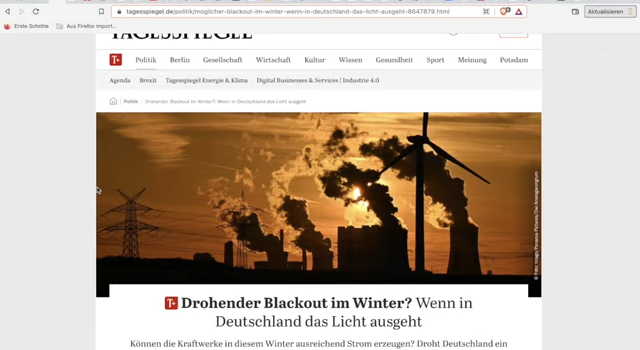 tagesspiegel.de/politik/moglicher-blackout-im-winter-wenn-in-deutschland-das-licht-ausgeht-8647879.html
Aktualisieren
Erste Schritte Aus Firefox import...
TAGESSPIEGEL
T+ Politik Berlin Gesellschaft Wirtschaft Kultur Wissen Gesundheit Sport Meinung Potsdam
Agenda Brexit Tagesspiegel Energie & Klima Digital Businesses & Services | Industrie 4.0
Politik Drohender Blackout im Winter?: Wenn in Deutschland das Licht ausgeht
T+ Drohender Blackout im Winter? Wenn in
Deutschland das Licht ausgeht
Können die Kraftwerke in diesem Winter ausreichend Strom erzeugen? Droht Deutschland ein